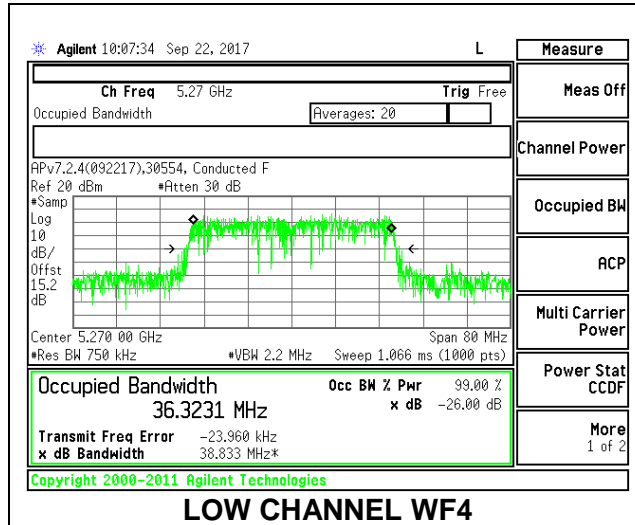 Agilent 10:07:34 Sep 22, 2017 L
Measure
Ch Freq 5.27 GHz Trig Free
Meas Off
Occupied Bandwidth Averages: 20
Channel Power
APv7.2.4(092217),30554, Conducted F
Ref 20 dBm #Atten 30 dB
#Samp
Log
10
dB/
Offst
15.2
dB
Occupied BW
ACP
Center 5.270 00 GHz Span 80 MHz
#Res BW 750 kHz #VBW 2.2 MHz Sweep 1.066 ms (1000 pts)
Multi Carrier
Power
Occupied Bandwidth Occ BW % Pwr 99.00 %
36.3231 MHz x dB -26.00 dB
Power Stat
CCDF
Transmit Freq Error -23.960 kHz
x dB Bandwidth 38.833 MHz*
More
1 of 2
Copyright 2000-2011 Agilent Technologies
LOW CHANNEL WF4